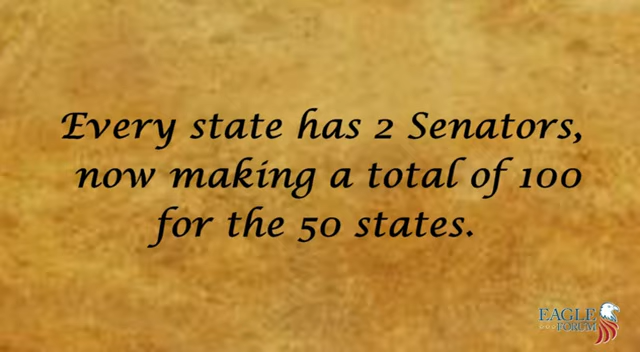 Every state has 2 Senators,
now making a total of 100
for the 50 states.
EAGLE
FORUM